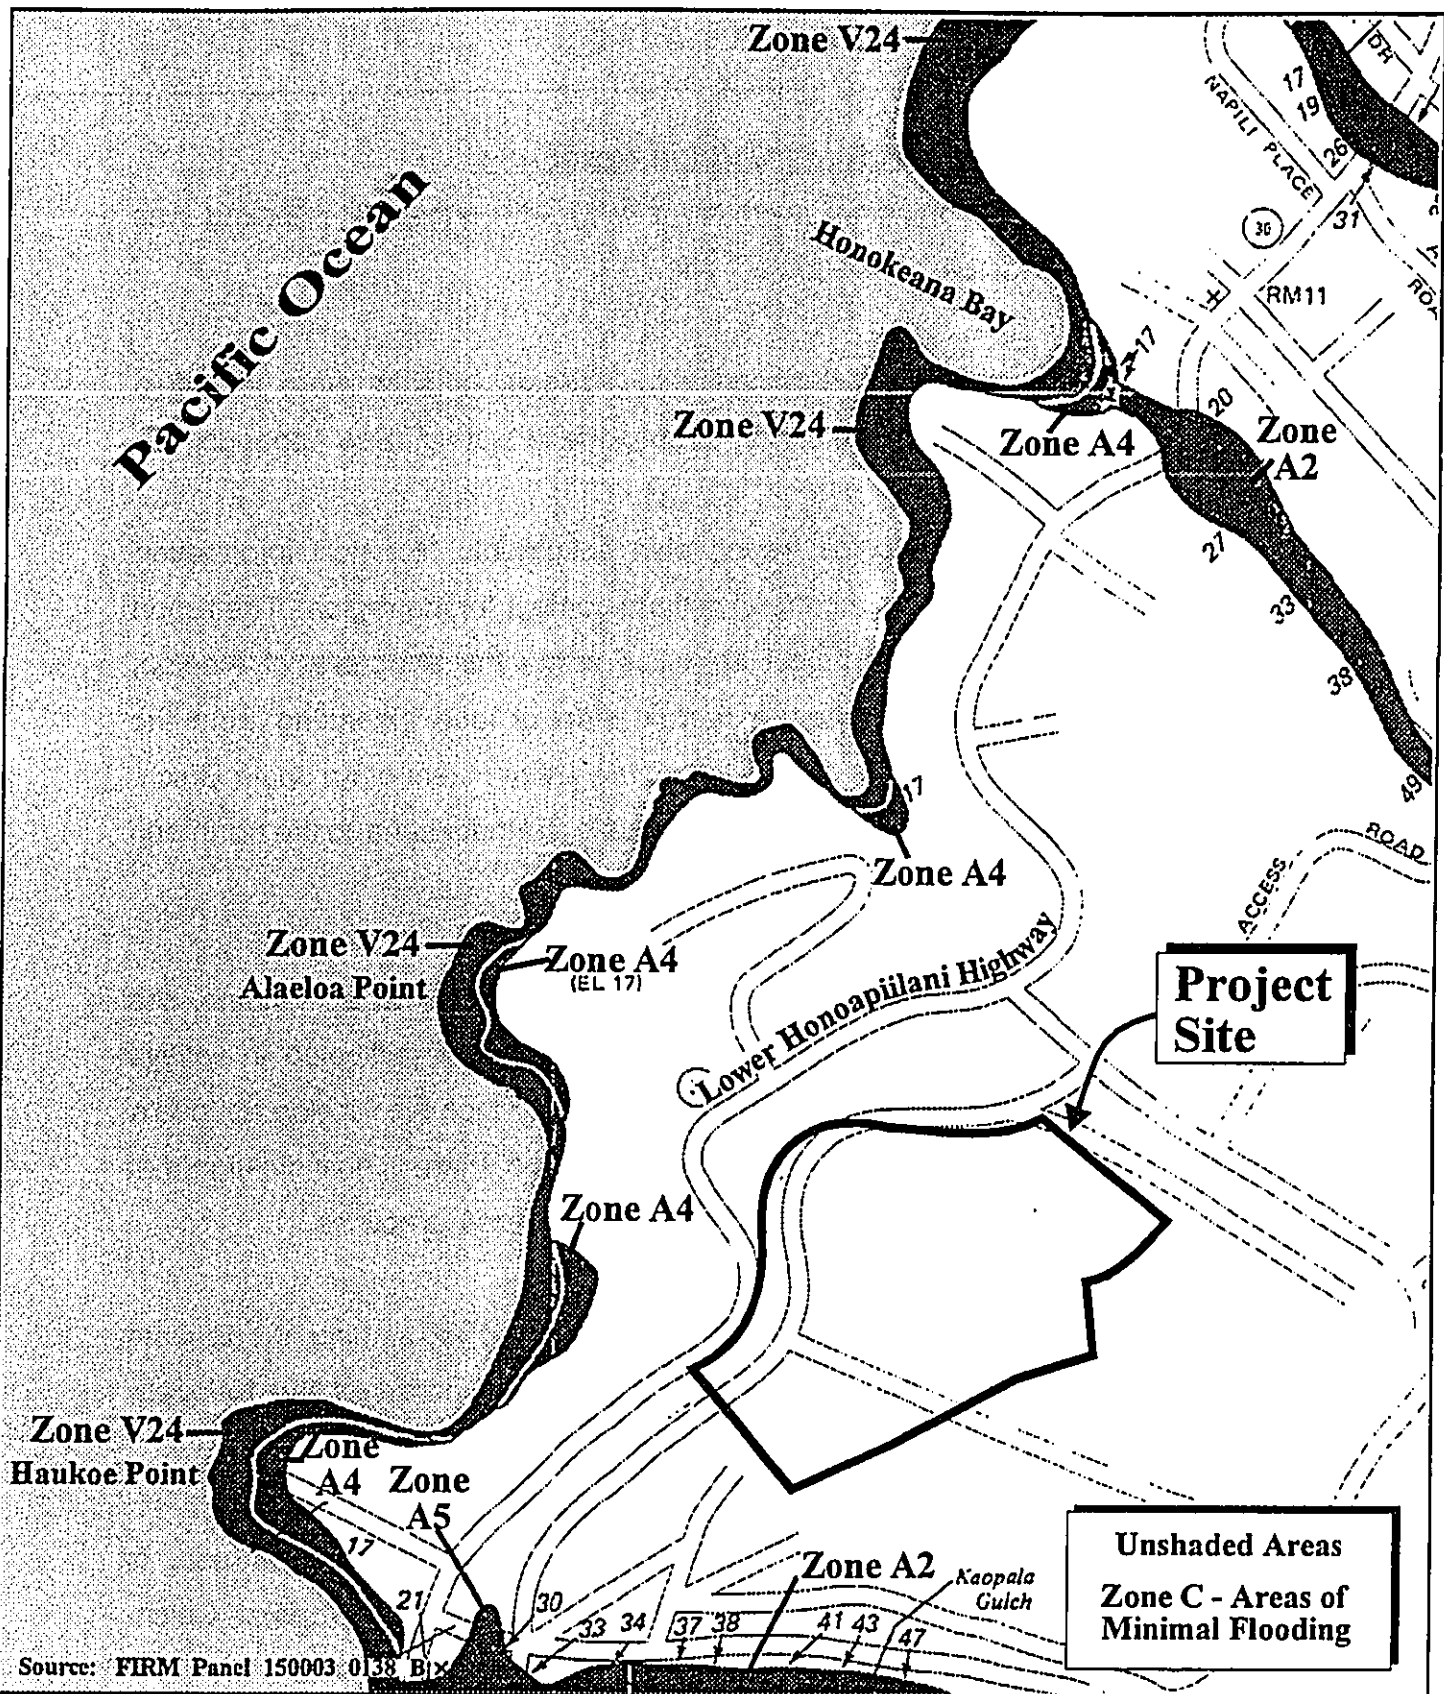 Zone V24
DH
17
19
NAPILI PLACE
26
31
30
RM11
Pacific Ocean
Honokeana Bay
17
Zone V24
Zone A4
20
Zone
A2
27
33
38
49
17
Zone A4
ROAD
ACCESS
Zone V24
Alaeloa Point
Zone A4
(EL 17)
Lower Honoapiilani Highway
Project
Site
Zone A4
Zone V24
Haukoe Point
Zone
A4
Zone
A5
17
21
30
33
34
37
38
Zone A2
41
43
47
Kaopala
Gulch
Unshaded Areas
Zone C - Areas of
Minimal Flooding
Source: FIRM Panel 150003 0138 B